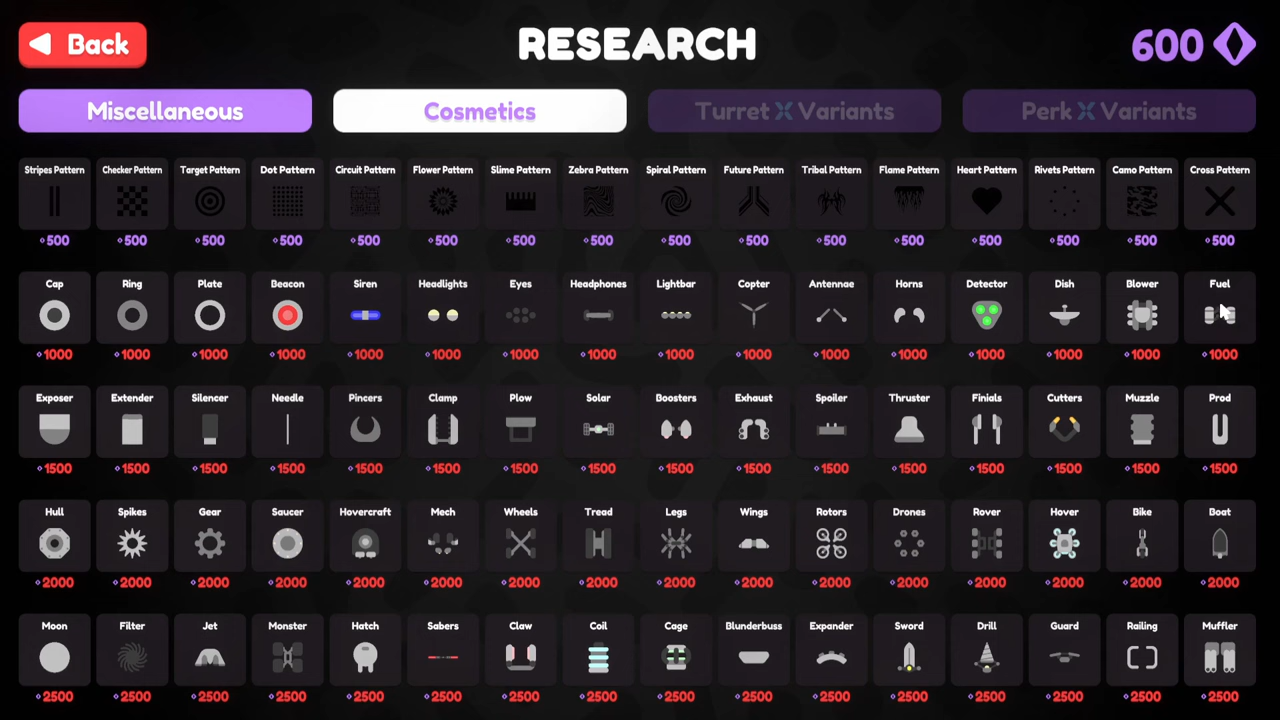 Back
RESEARCH
600
Miscellaneous
Cosmetics
Turret X Variants
Perk X Variants
Stripes Pattern Checker Pattern Target Pattern Dot Pattern Circuit Pattern Flower Pattern Slime Pattern Zebra Pattern Spiral Pattern Future Pattern Tribal Pattern Flame Pattern Heart Pattern Rivets Pattern Camo Pattern Cross Pattern
500 500 500 500 500 500 500 500 500 500 500 500 500 500 500 500
Cap Ring Plate Beacon Siren Headlights Eyes Headphones Lightbar Copter Antennae Horns Detector Dish Blower Fuel
1000 1000 1000 1000 1000 1000 1000 1000 1000 1000 1000 1000 1000 1000 1000 1000
Exposer Extender Silencer Needle Pincers Clamp Plow Solar Boosters Exhaust Spoiler Thruster Finials Cutters Muzzle Prod
1500 1500 1500 1500 1500 1500 1500 1500 1500 1500 1500 1500 1500 1500 1500 1500
Hull Spikes Gear Saucer Hovercraft Mech Wheels Tread Legs Wings Rotors Drones Rover Hover Bike Boat
2000 2000 2000 2000 2000 2000 2000 2000 2000 2000 2000 2000 2000 2000 2000 2000
Moon Filter Jet Monster Hatch Sabers Claw Coil Cage Blunderbuss Expander Sword Drill Guard Railing Muffler
2500 2500 2500 2500 2500 2500 2500 2500 2500 2500 2500 2500 2500 2500 2500 2500